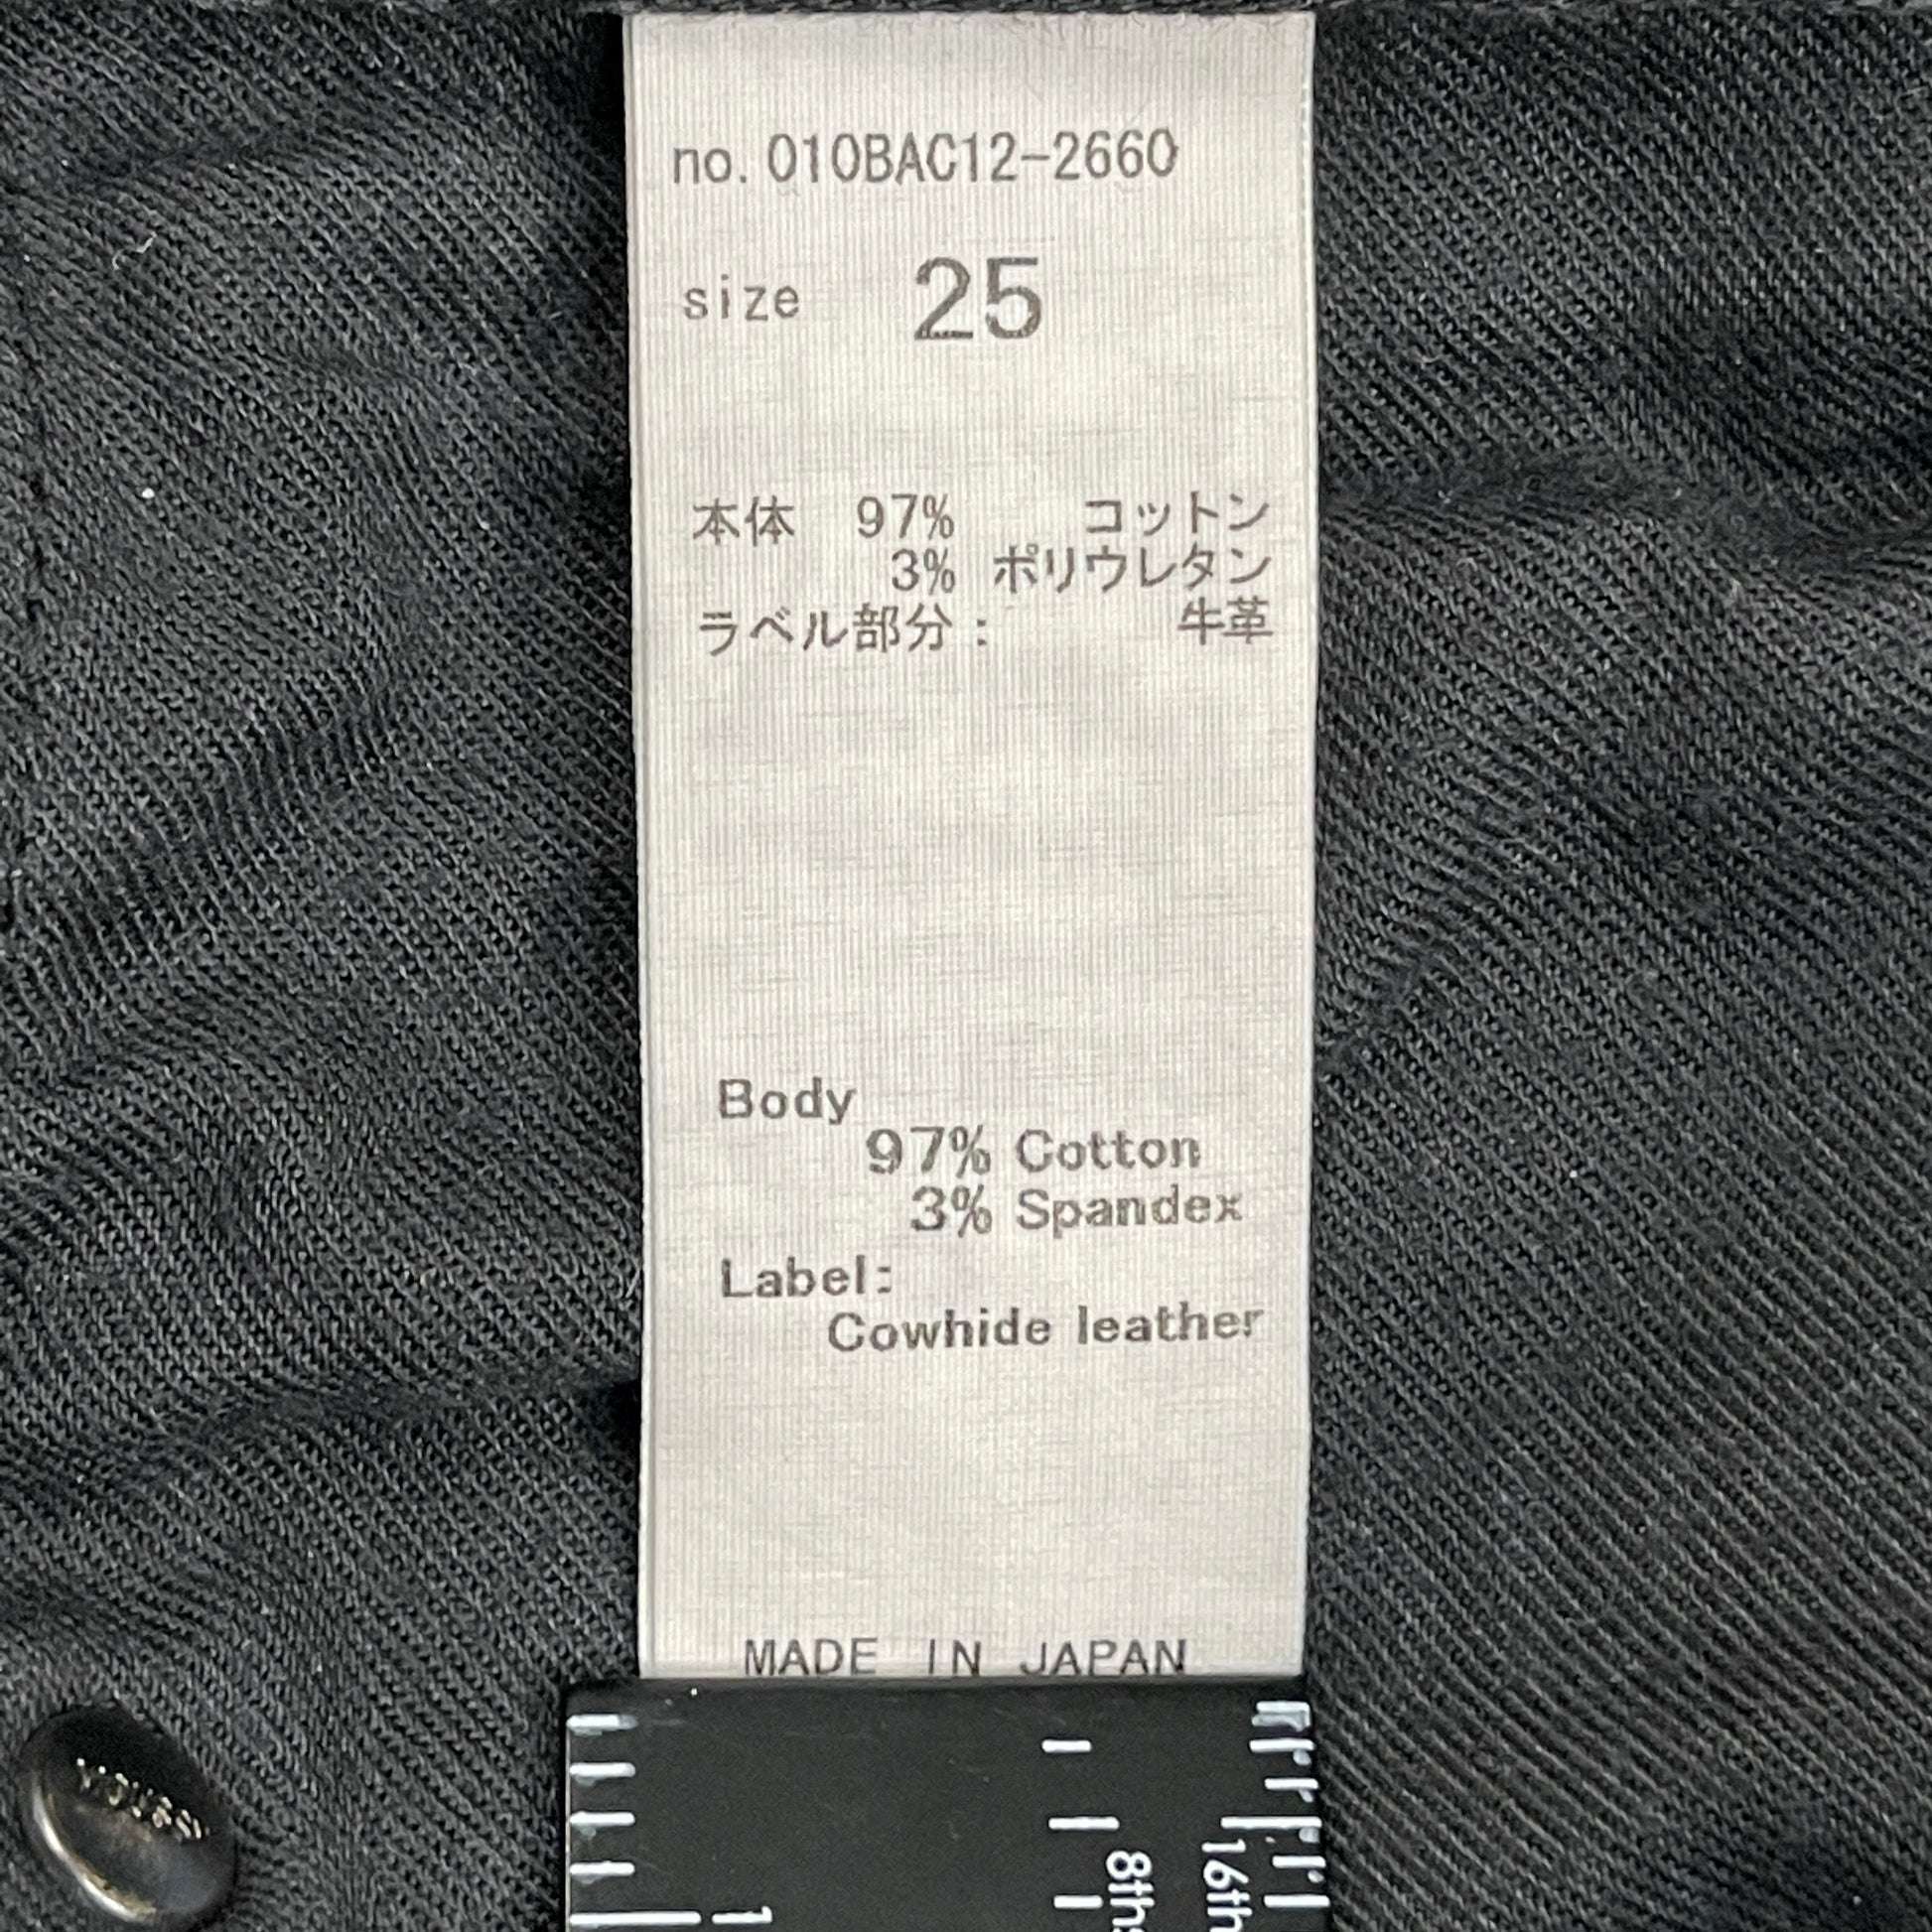 no. 010BAC12-2660
size 25
本体 97% コットン
3% ポリウレタン
ラベル部分： 牛革
Body
97% Cotton
3% Spandex
Label:
Cowhide leather
MADE IN JAPAN
1
8ths
16th